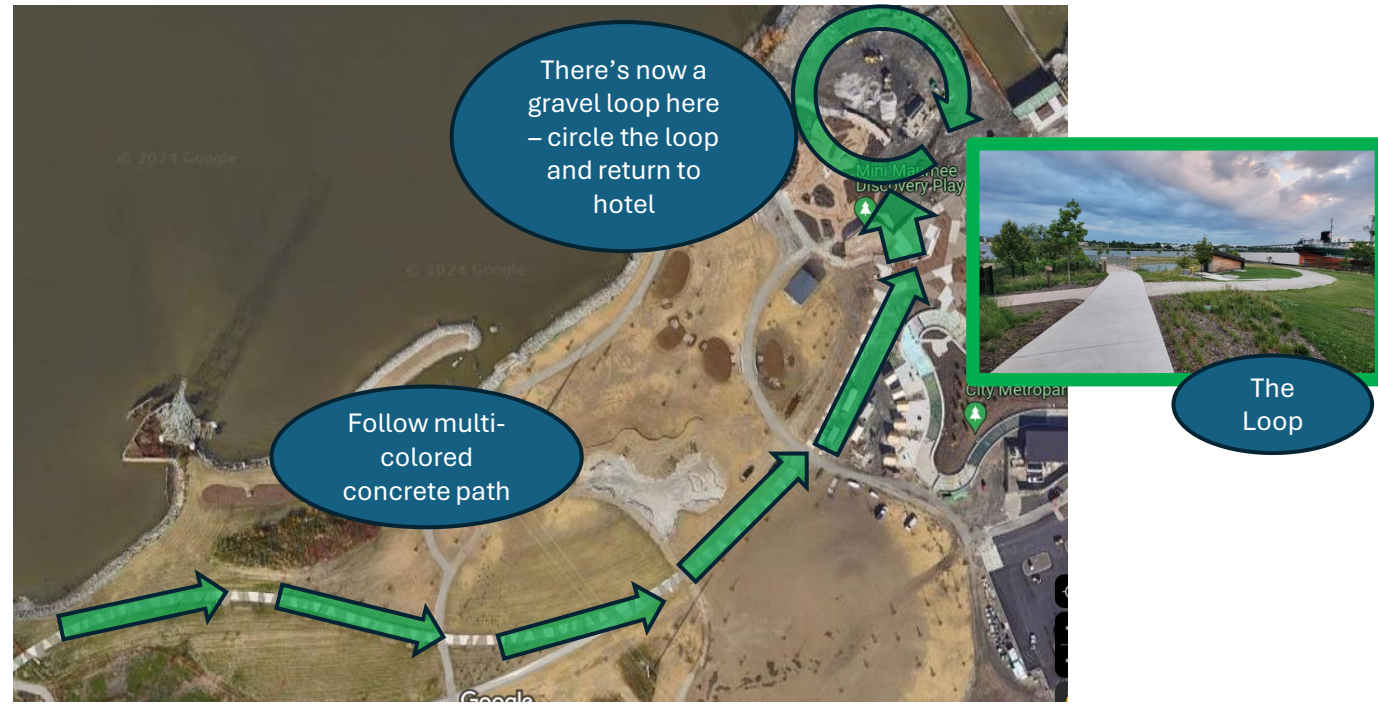 There’s now a
gravel loop here
– circle the loop
and return to
hotel
© 2024 Google
© 2024 Google
Mini Maumee
Discovery Play
City Metropar
The
Loop
Follow multi-
colored
concrete path
Google